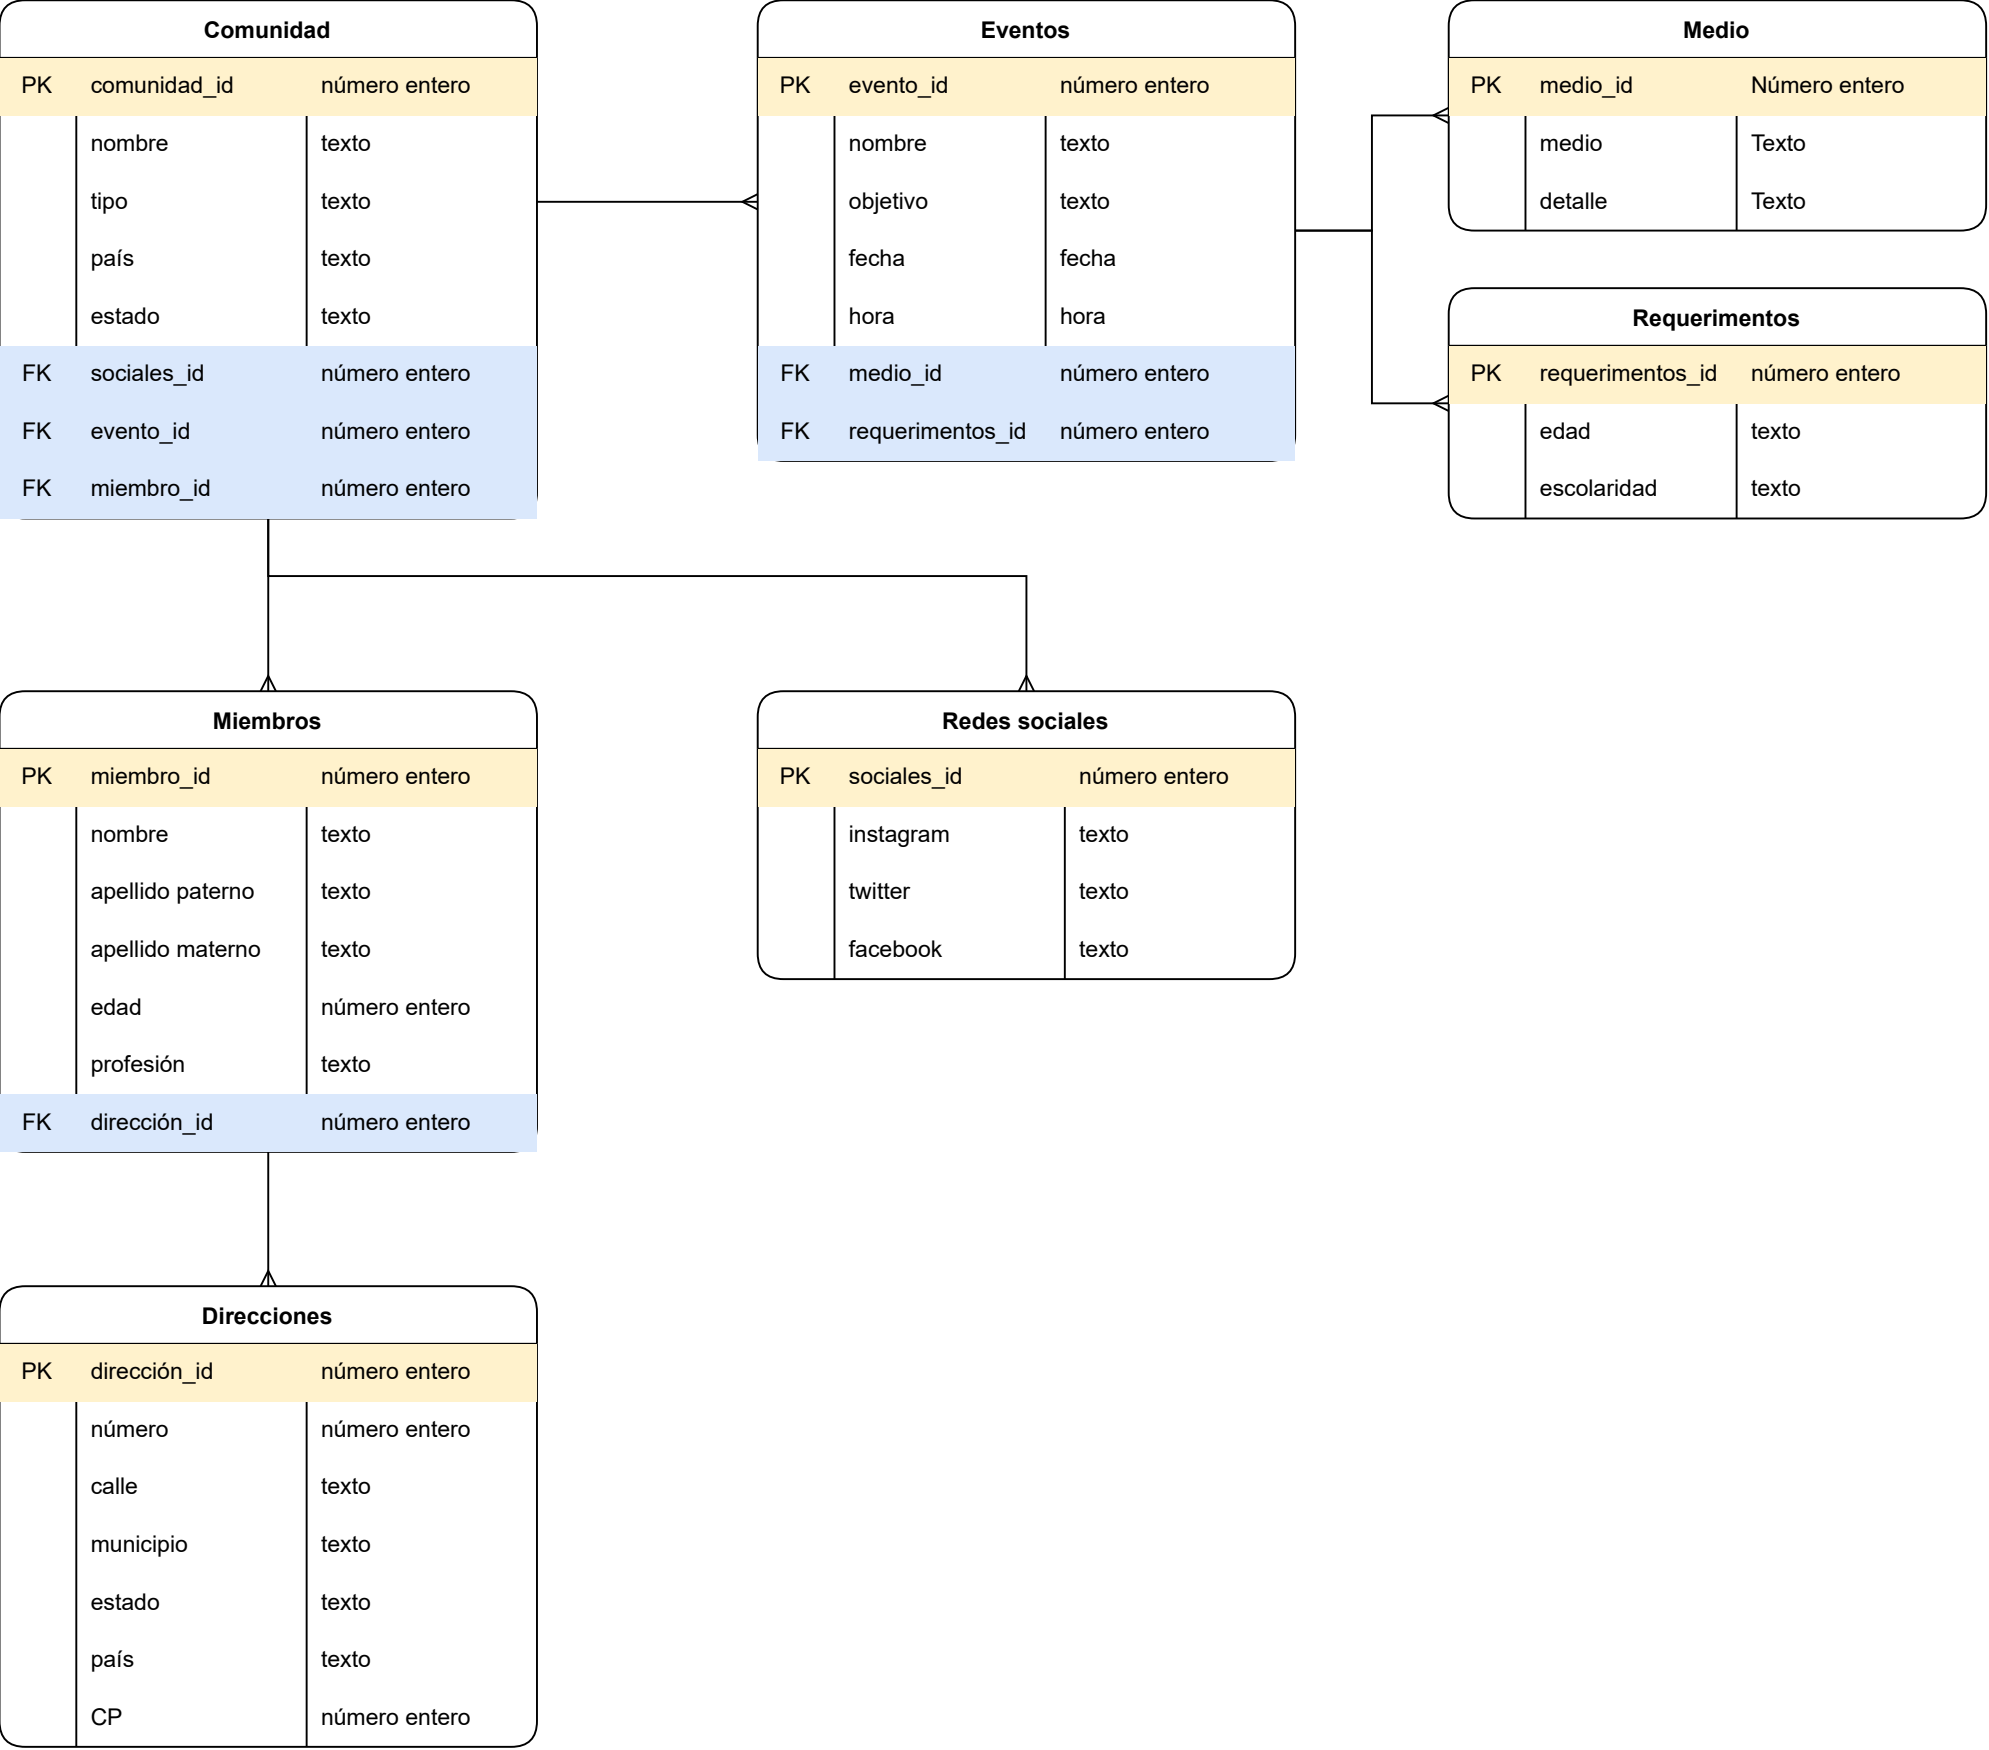 Comunidad
PK comunidad_id número entero
nombre texto
tipo texto
país texto
estado texto
FK sociales_id número entero
FK evento_id número entero
FK miembro_id número entero
Eventos
PK evento_id número entero
nombre texto
objetivo texto
fecha fecha
hora hora
FK medio_id número entero
FK requerimentos_id número entero
Medio
PK medio_id Número entero
medio Texto
detalle Texto
Requerimentos
PK requerimentos_id número entero
edad texto
escolaridad texto
Miembros
PK miembro_id número entero
nombre texto
apellido paterno texto
apellido materno texto
edad número entero
profesión texto
FK dirección_id número entero
Redes sociales
PK sociales_id número entero
instagram texto
twitter texto
facebook texto
Direcciones
PK dirección_id número entero
número número entero
calle texto
municipio texto
estado texto
país texto
CP número entero